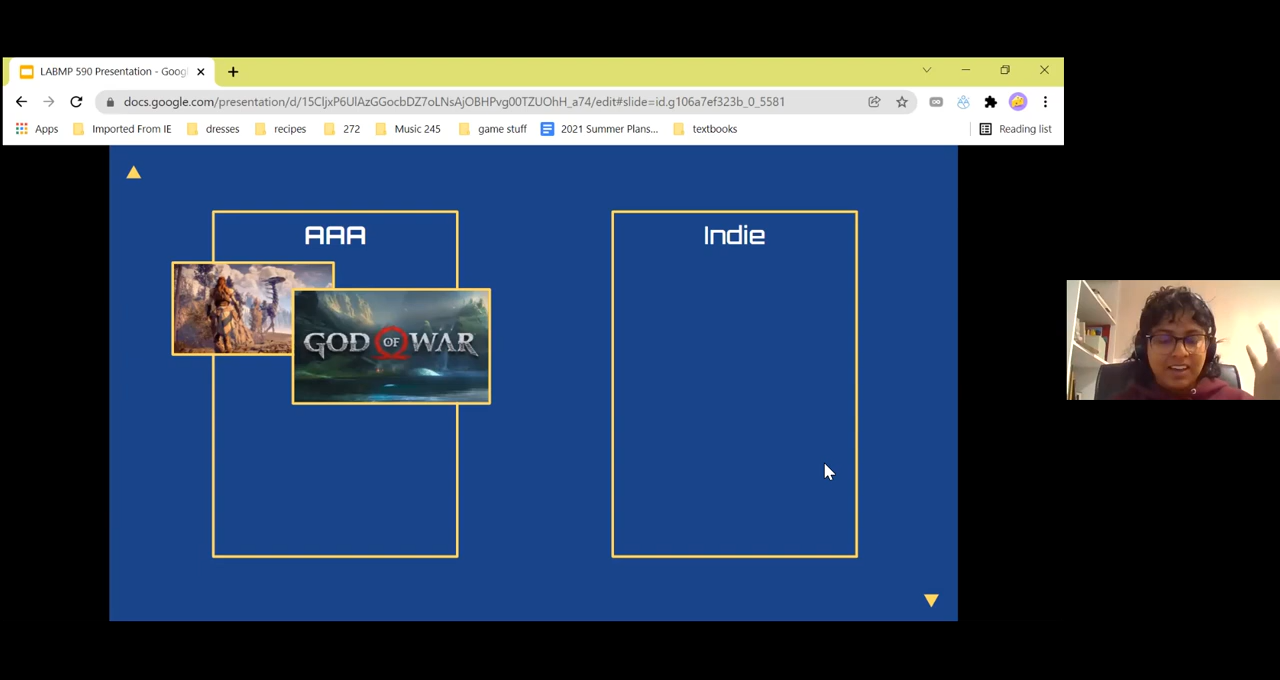 LABMP 590 Presentation - Goog
docs.google.com/presentation/d/15CljxP6UlAzGGocbDZ7oLNsAjOBHPvg00TZUOhH_a74/edit#slide=id.g106a7ef323b_0_5581
Apps Imported From IE dresses recipes 272 Music 245 game stuff 2021 Summer Plans... textbooks Reading list
AAA
Indie
GOD OF WAR